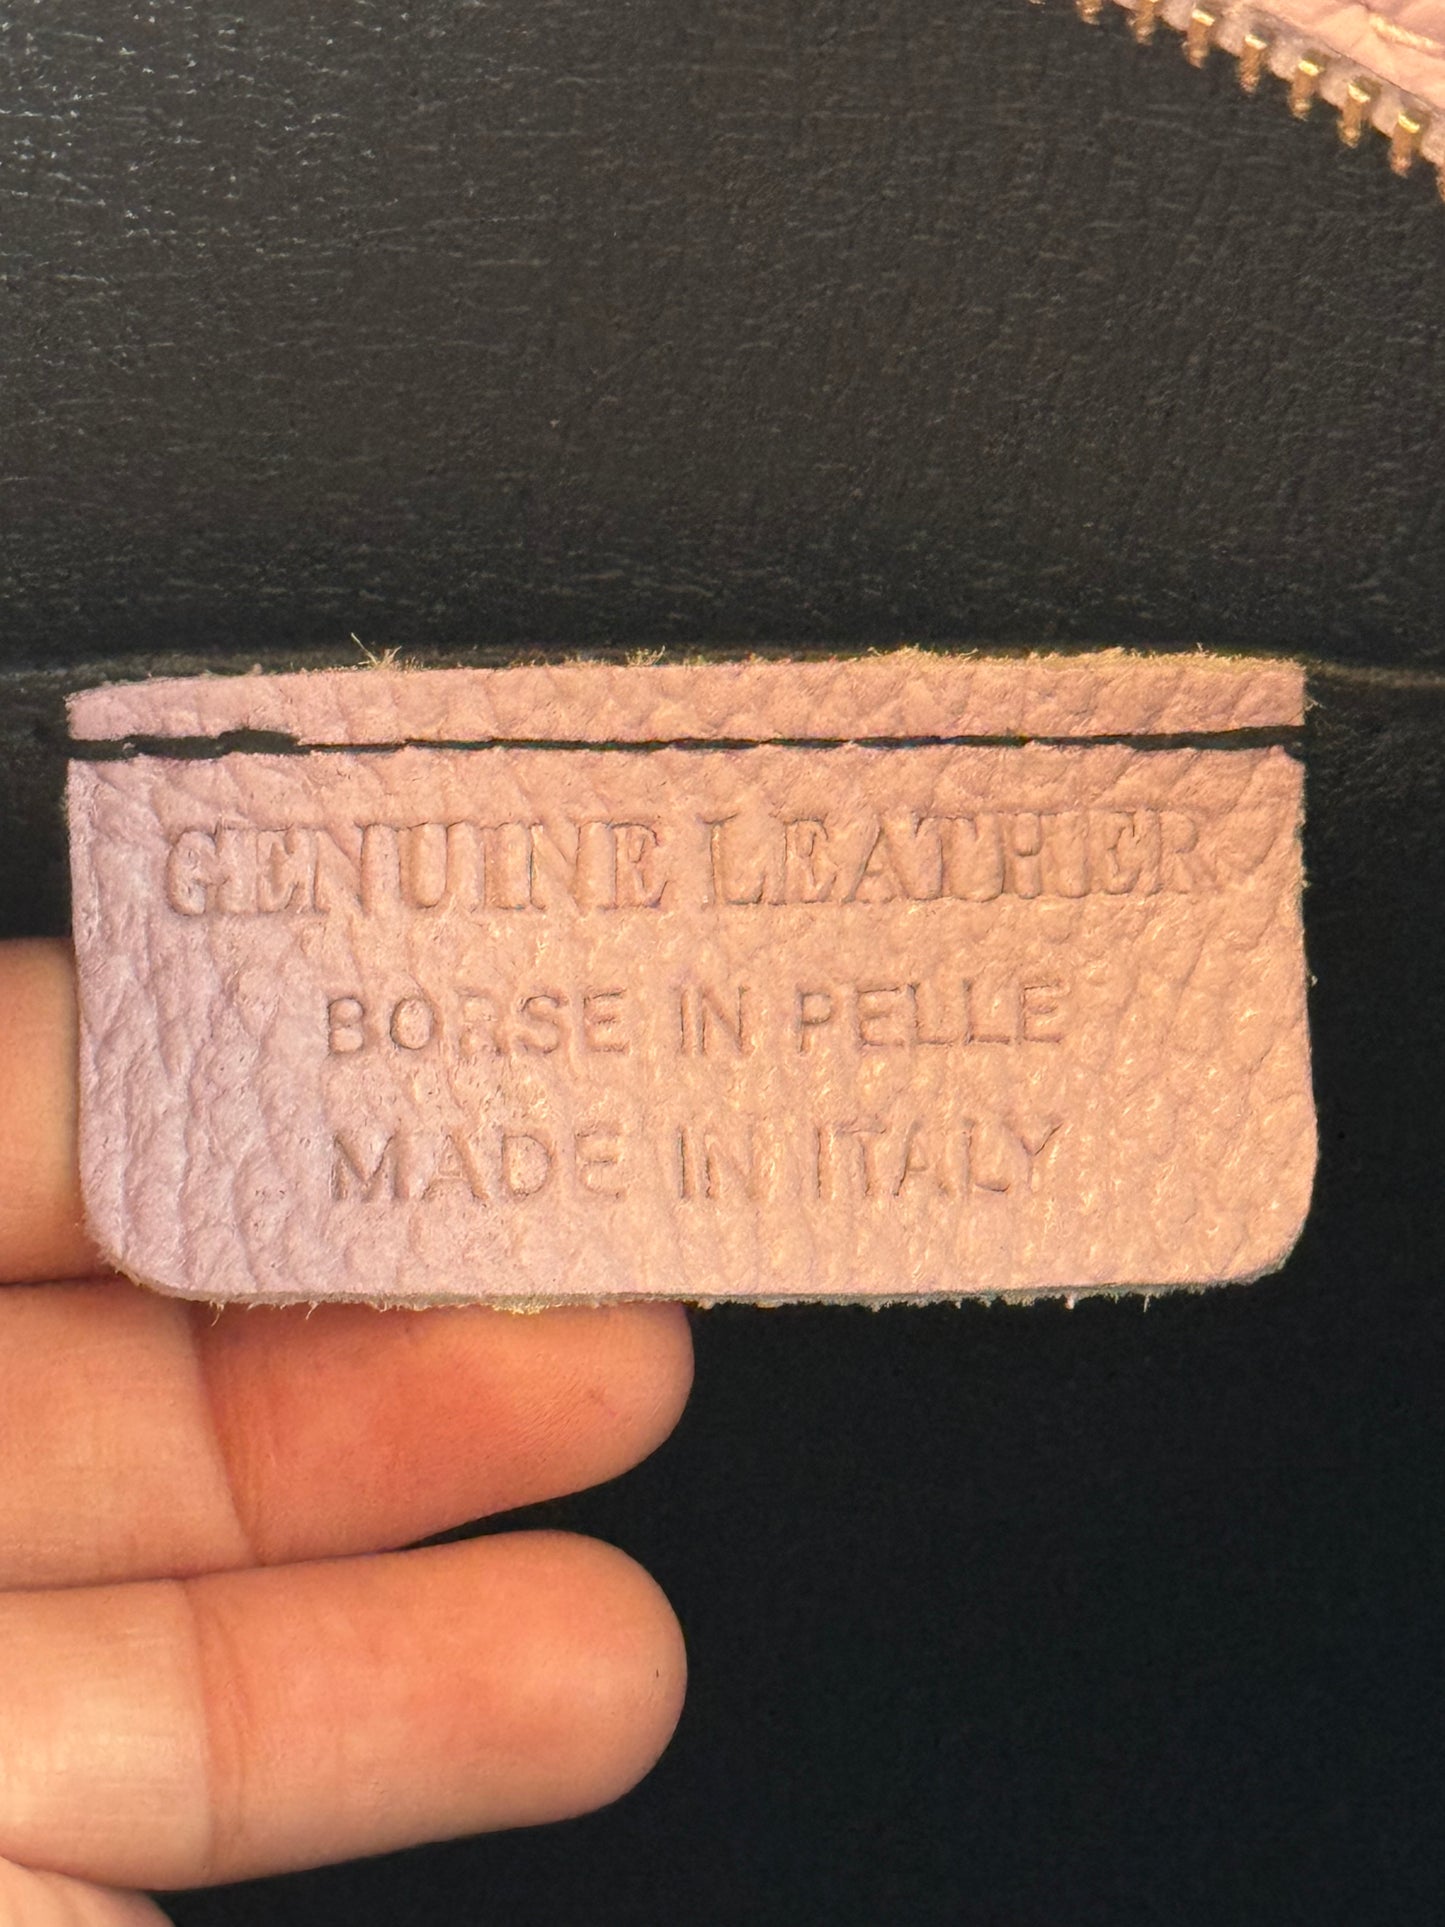 GENUINE LEATHER
BORSE IN PELLE
MADE IN ITALY